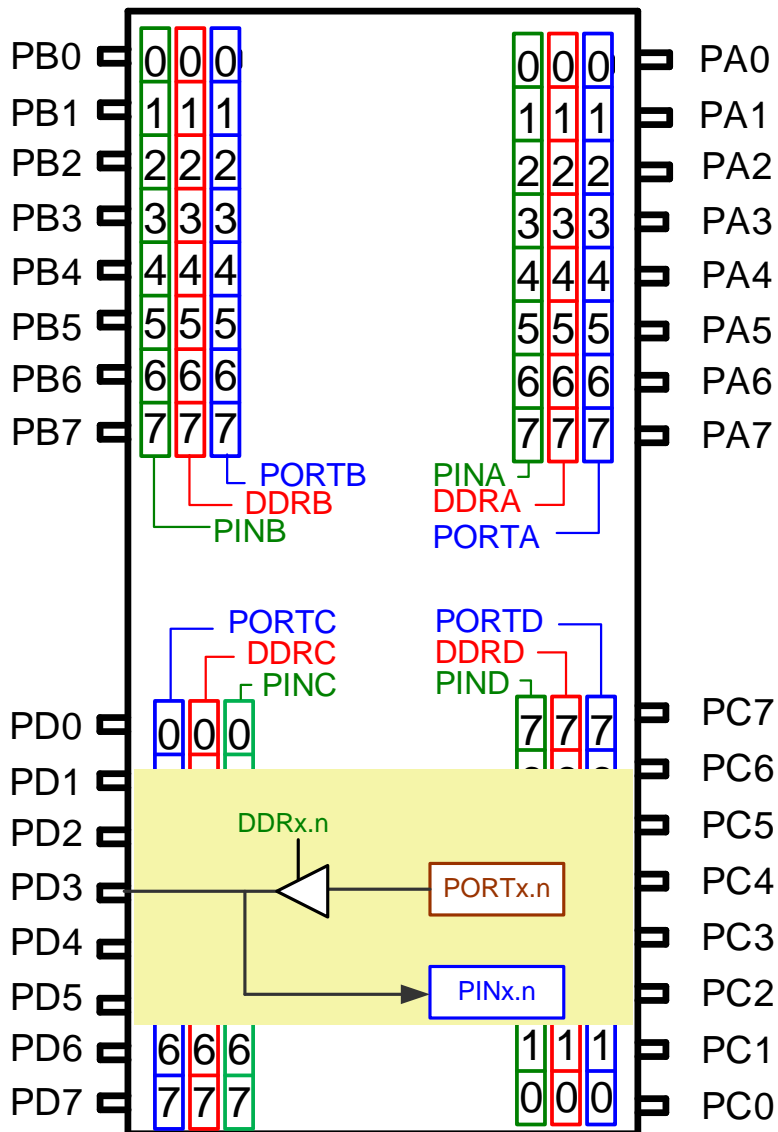 PB0 0 0 0 0 0 0 PA0
PB1 1 1 1 1 1 1 PA1
PB2 2 2 2 2 2 2 PA2
PB3 3 3 3 3 3 3 PA3
PB4 4 4 4 4 4 4 PA4
PB5 5 5 5 5 5 5 PA5
PB6 6 6 6 6 6 6 PA6
PB7 7 7 7 7 7 7 PA7
PORTB PINA
DDRB DDRA
PINB PORTA
PORTC PORTD
DDRC DDRD
PINC PIND
PD0 0 0 0 7 7 7 PC7
PD1 PC6
PD2 DDRx.n PC5
PD3 PORTx.n PC4
PD4 PC3
PD5 PINx.n PC2
PD6 6 6 6 1 1 1 PC1
PD7 7 7 7 0 0 0 PC0